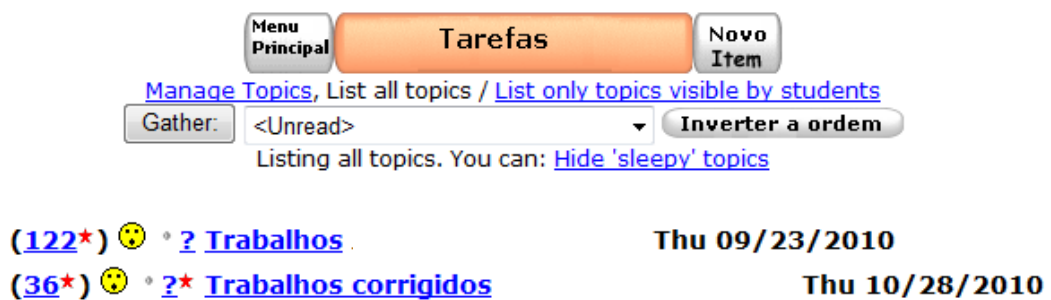 Menu Principal Tarefas Novo Item
Manage Topics, List all topics / List only topics visible by students
Gather: <Unread> Inverter a ordem
Listing all topics. You can: Hide 'sleepy' topics
(122★) ? Trabalhos Thu 09/23/2010
(36★) ?★ Trabalhos corrigidos Thu 10/28/2010